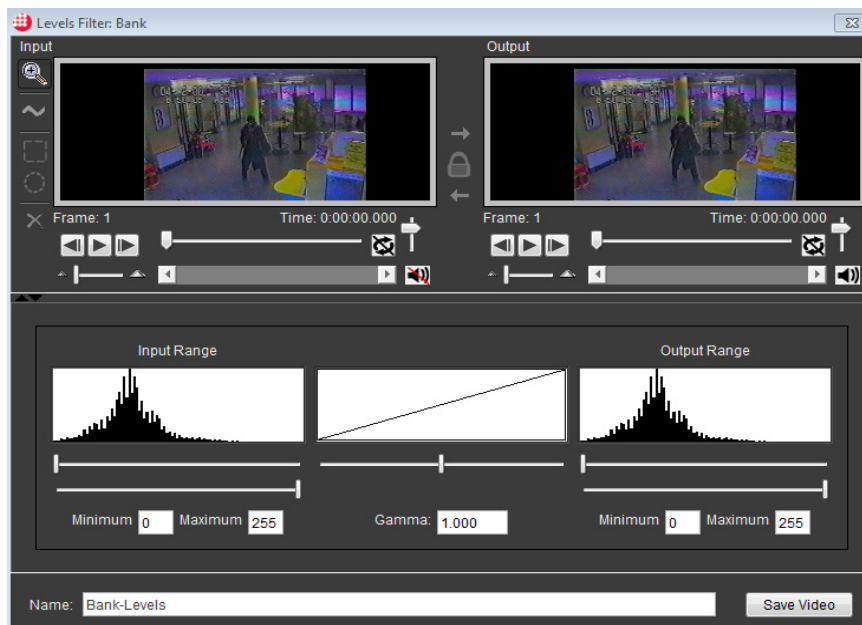 Levels Filter: Bank
Input
Output
Frame: 1
Time: 0:00:00.000
Frame: 1
Time: 0:00:00.000
Input Range
Output Range
Minimum 0 Maximum 255
Gamma: 1.000
Minimum 0 Maximum 255
Name: Bank-Levels
Save Video